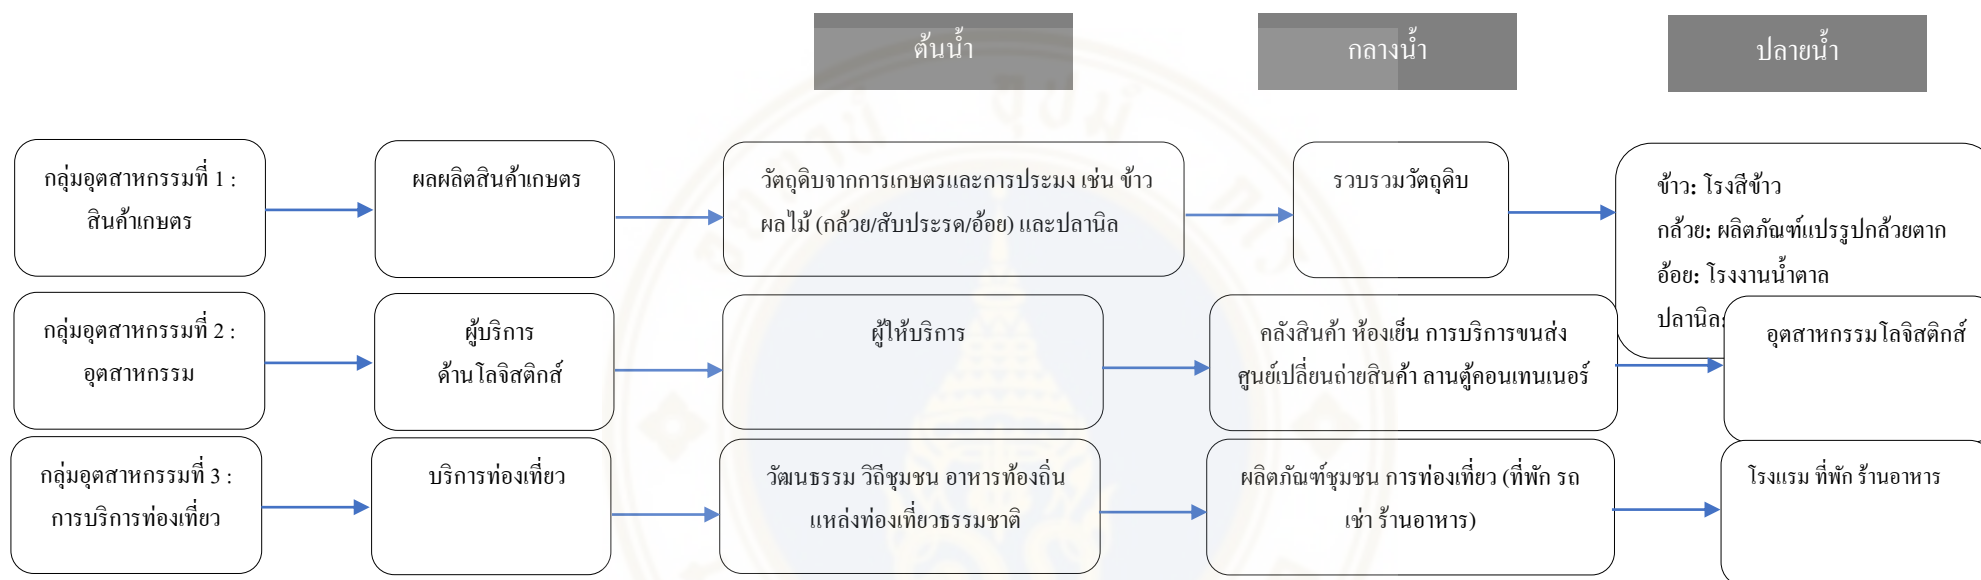 ต้นน้ำ
กลางน้ำ
ปลายน้ำ
กลุ่มอุตสาหกรรมที่ 1 :
สินค้าเกษตร
ผลผลิตสินค้าเกษตร
วัตถุดิบจากการเกษตรและการประมง เช่น ข้าว
ผลไม้ (กล้วย/สับประรด/อ้อย) และปลานิล
รวบรวมวัตถุดิบ
ข้าว: โรงสีข้าว
กล้วย: ผลิตภัณฑ์แปรรูปกล้วยตาก
อ้อย: โรงงานน้ำตาล
ปลานิล:
กลุ่มอุตสาหกรรมที่ 2 :
อุตสาหกรรม
ผู้บริการ
ด้านโลจิสติกส์
ผู้ให้บริการ
คลังสินค้า ห้องเย็น การบริการขนส่ง
ศูนย์เปลี่ยนถ่ายสินค้า ลานตู้คอนเทนเนอร์
อุตสาหกรรมโลจิสติกส์
กลุ่มอุตสาหกรรมที่ 3 :
การบริการท่องเที่ยว
บริการท่องเที่ยว
วัฒนธรรม วิถีชุมชน อาหารท้องถิ่น
แหล่งท่องเที่ยวธรรมชาติ
ผลิตภัณฑ์ชุมชน การท่องเที่ยว (ที่พัก รถ
เช่า ร้านอาหาร)
โรงแรม ที่พัก ร้านอาหาร